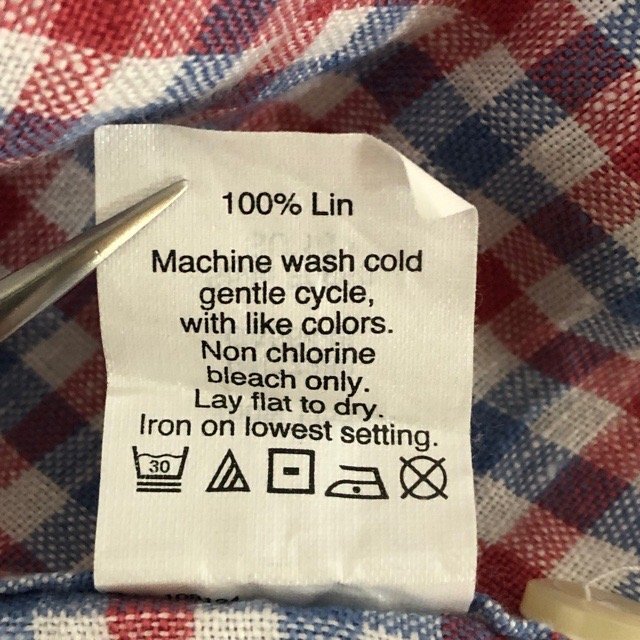 100% Lin
Machine wash cold
gentle cycle,
with like colors.
Non chlorine
bleach only.
Lay flat to dry.
Iron on lowest setting.
30